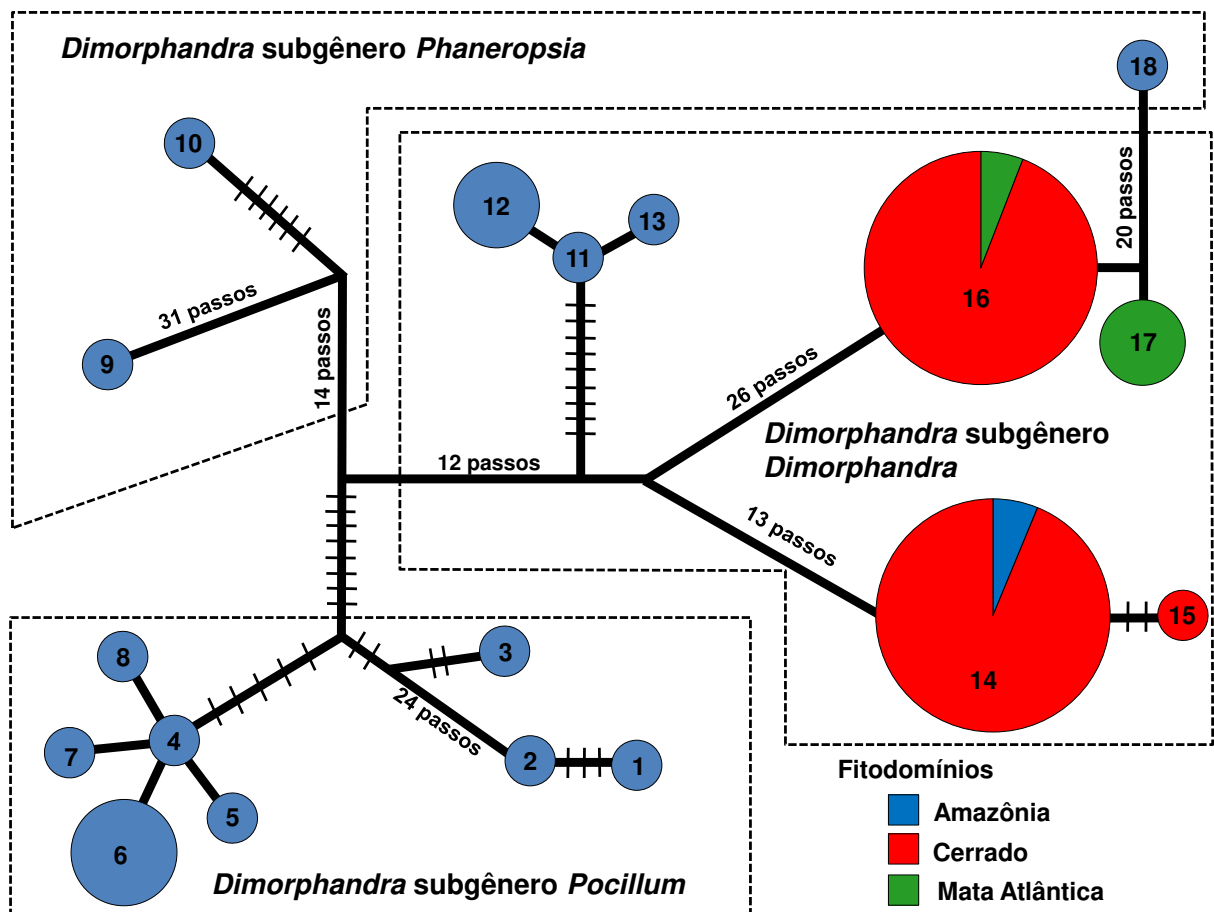 Dimorphandra subgênero Phaneropsia
18
10
12
13
11
20 passos
16
31 passos
9
14 passos
17
26 passos
Dimorphandra subgênero
Dimorphandra
12 passos
13 passos
14
15
8
3
4
7
24 passos
2
1
5
6
Dimorphandra subgênero Pocillum
Fitodomínios
Amazônia
Cerrado
Mata Atlântica